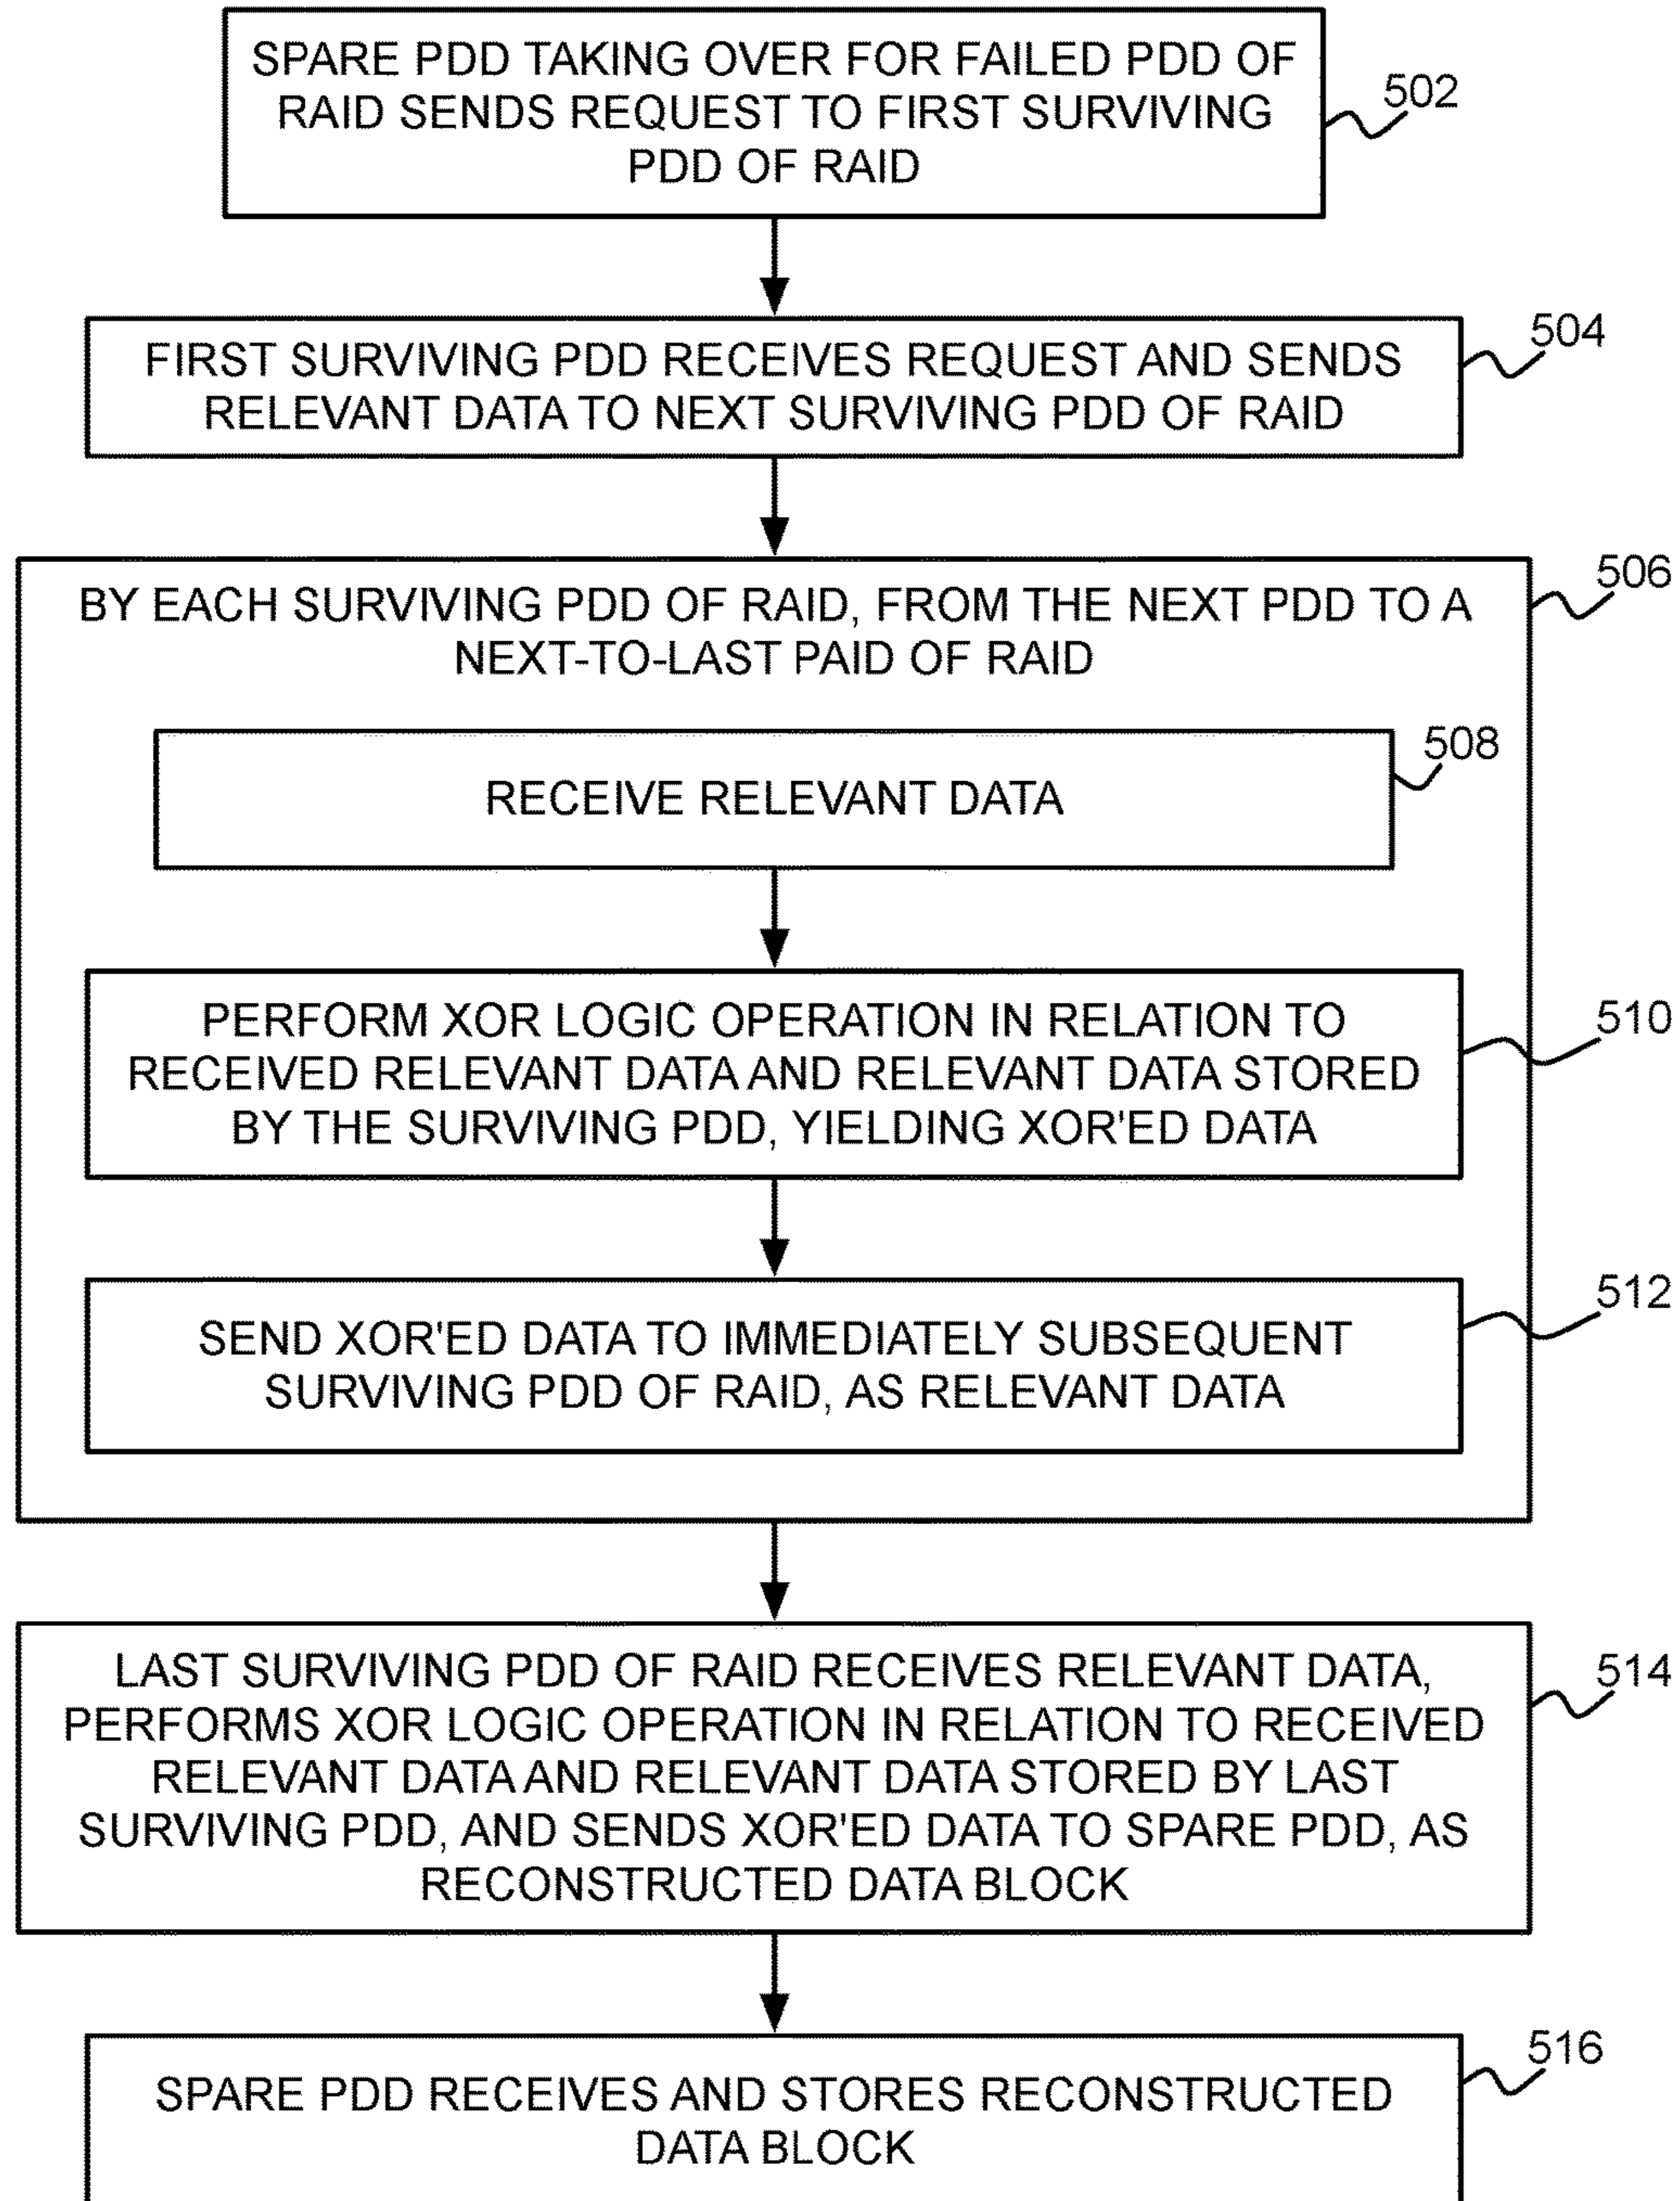 SPARE PDD TAKING OVER FOR FAILED PDD OF
RAID SENDS REQUEST TO FIRST SURVIVING
PDD OF RAID
502
FIRST SURVIVING PDD RECEIVES REQUEST AND SENDS
RELEVANT DATA TO NEXT SURVIVING PDD OF RAID
504
BY EACH SURVIVING PDD OF RAID, FROM THE NEXT PDD TO A
NEXT-TO-LAST PAID OF RAID
506
RECEIVE RELEVANT DATA
508
PERFORM XOR LOGIC OPERATION IN RELATION TO
RECEIVED RELEVANT DATA AND RELEVANT DATA STORED
BY THE SURVIVING PDD, YIELDING XOR'ED DATA
510
SEND XOR'ED DATA TO IMMEDIATELY SUBSEQUENT
SURVIVING PDD OF RAID, AS RELEVANT DATA
512
LAST SURVIVING PDD OF RAID RECEIVES RELEVANT DATA,
PERFORMS XOR LOGIC OPERATION IN RELATION TO RECEIVED
RELEVANT DATA AND RELEVANT DATA STORED BY LAST
SURVIVING PDD, AND SENDS XOR'ED DATA TO SPARE PDD, AS
RECONSTRUCTED DATA BLOCK
514
SPARE PDD RECEIVES AND STORES RECONSTRUCTED
DATA BLOCK
516